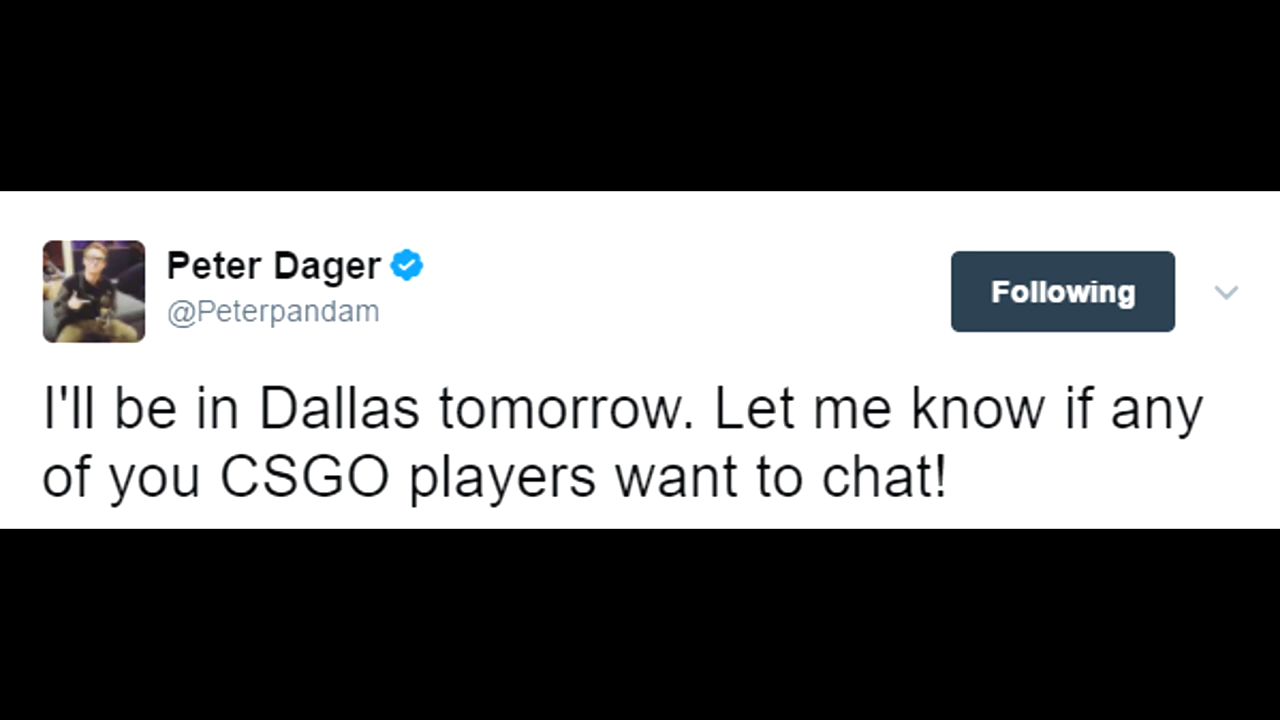 Peter Dager
@Peterpandam
Following
I'll be in Dallas tomorrow. Let me know if any
of you CSGO players want to chat!